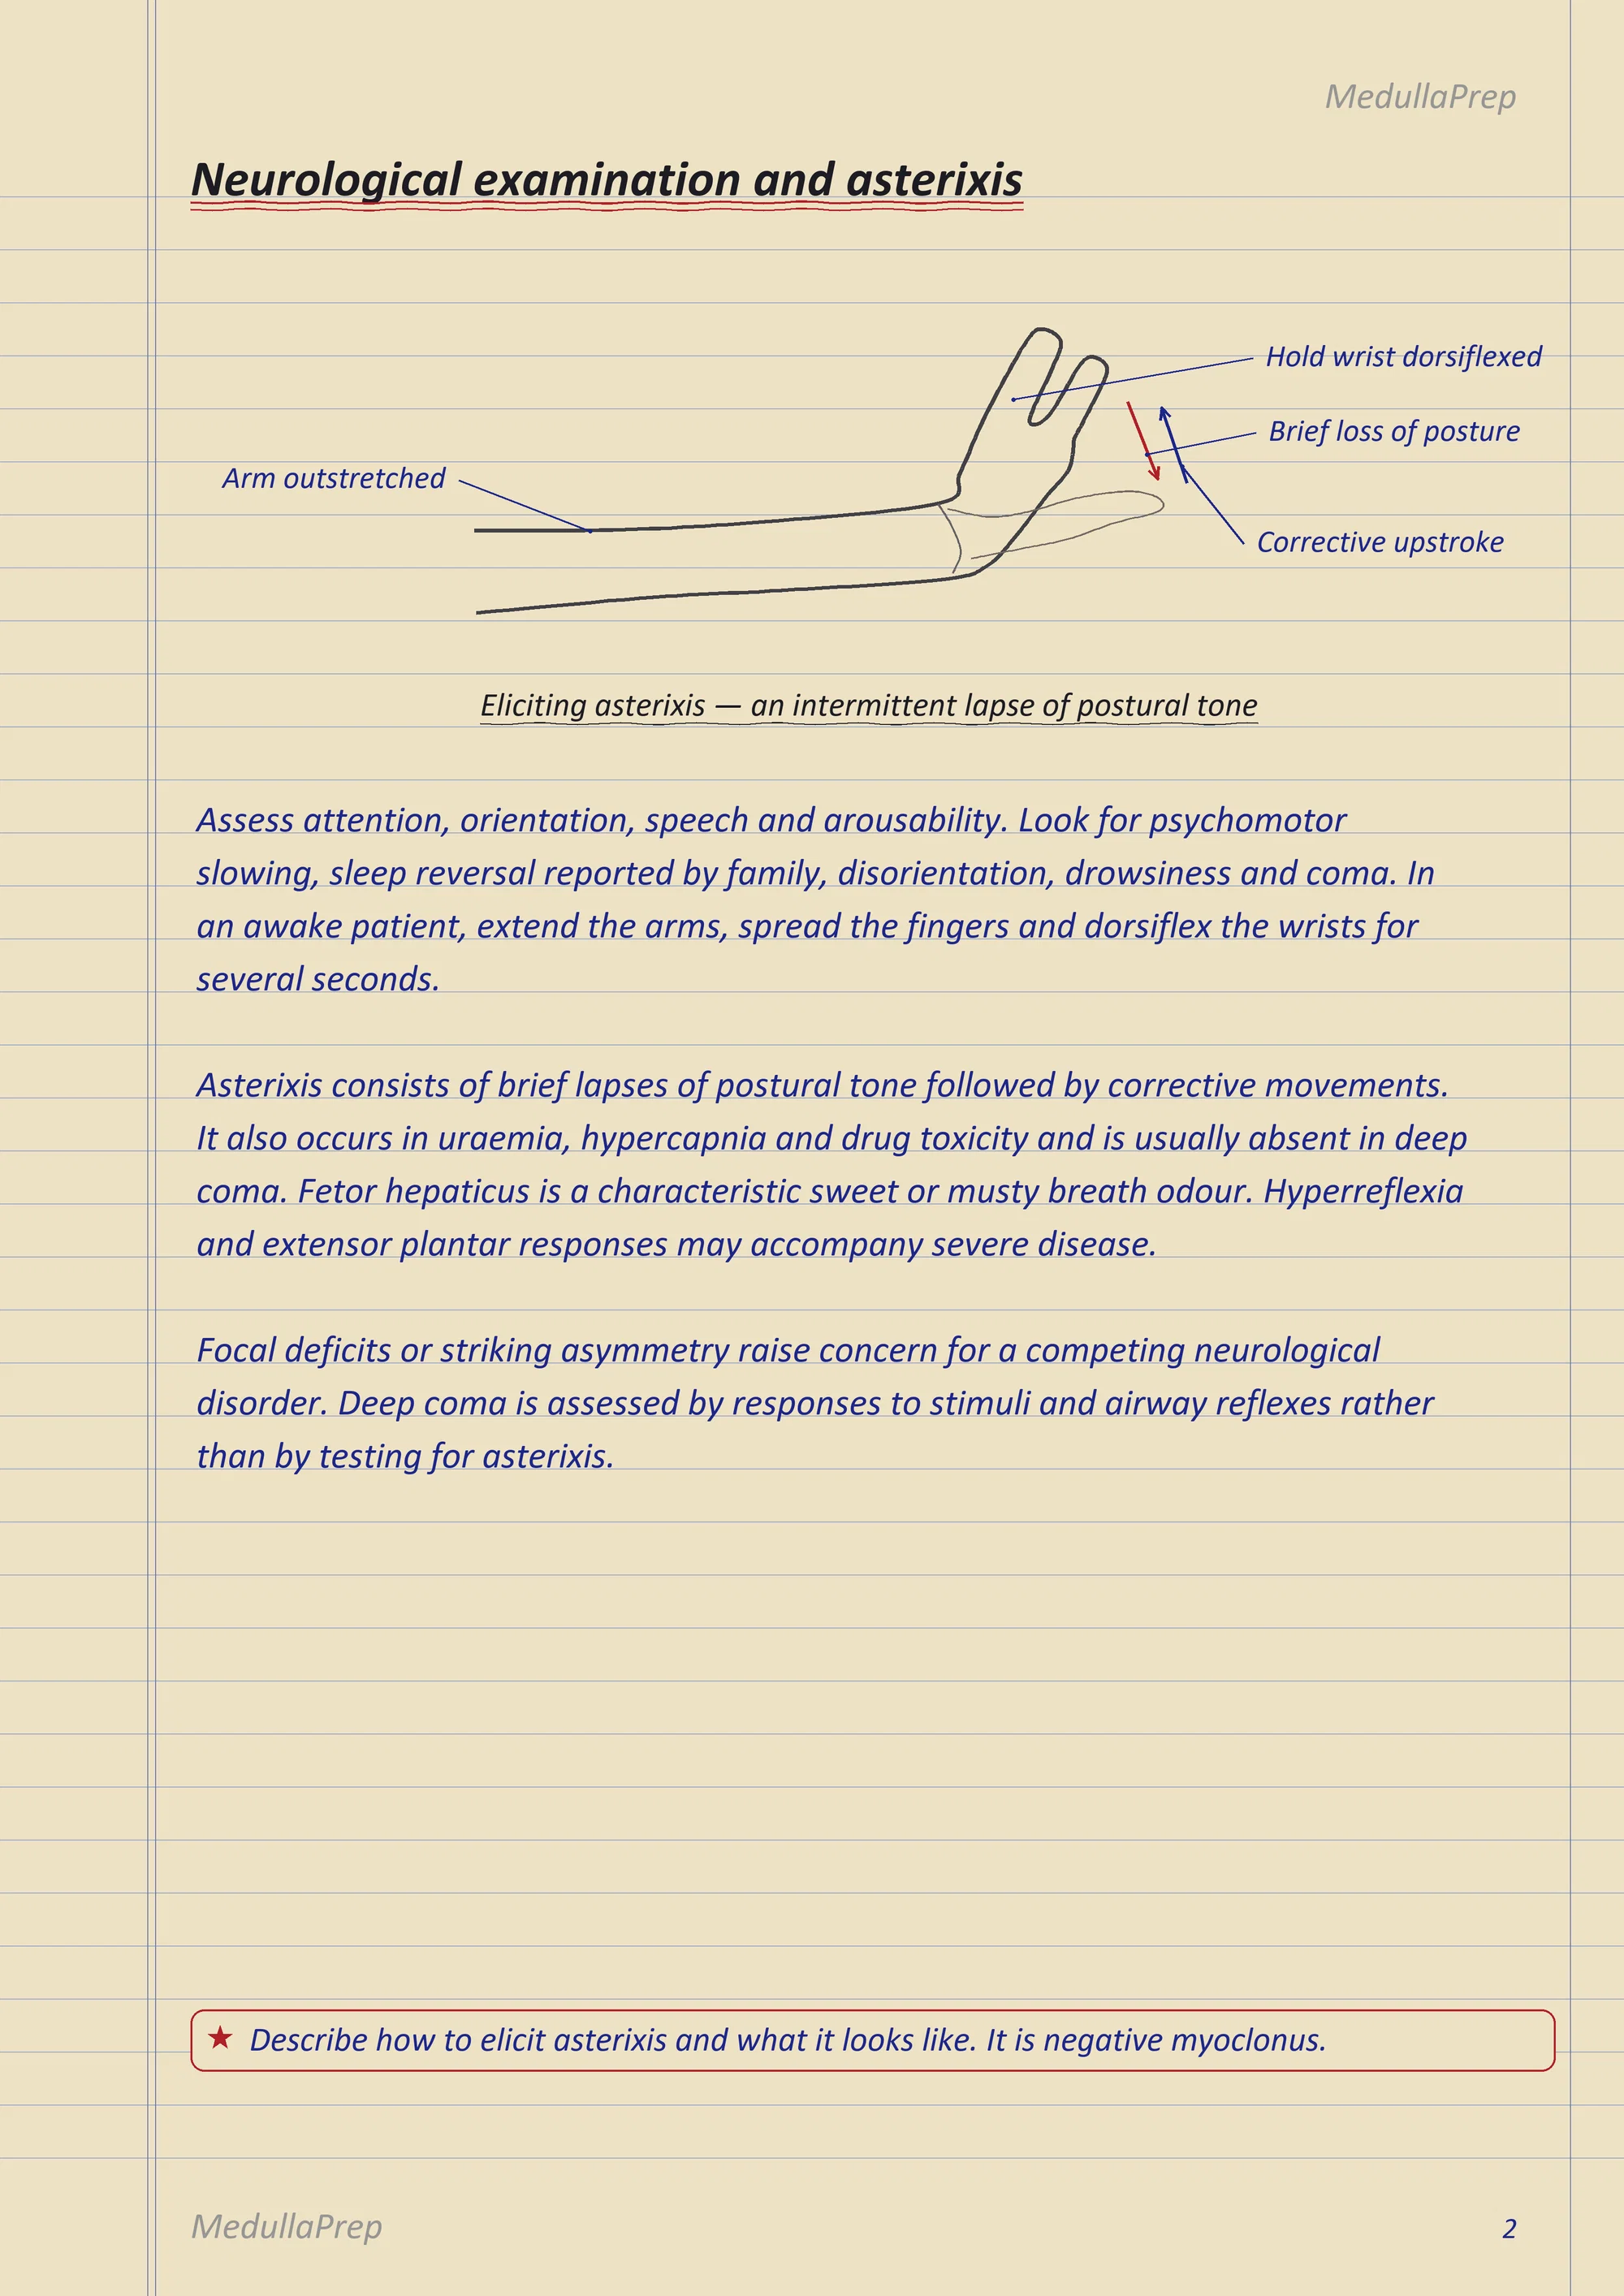 MedullaPrep
Neurological examination and asterixis
Hold wrist dorsiflexed
Brief loss of posture
Arm outstretched
Corrective upstroke
Eliciting asterixis — an intermittent lapse of postural tone
Assess attention, orientation, speech and arousability. Look for psychomotor
slowing, sleep reversal reported by family, disorientation, drowsiness and coma. In
an awake patient, extend the arms, spread the fingers and dorsiflex the wrists for
several seconds.
Asterixis consists of brief lapses of postural tone followed by corrective movements.
It also occurs in uraemia, hypercapnia and drug toxicity and is usually absent in deep
coma. Fetor hepaticus is a characteristic sweet or musty breath odour. Hyperreflexia
and extensor plantar responses may accompany severe disease.
Focal deficits or striking asymmetry raise concern for a competing neurological
disorder. Deep coma is assessed by responses to stimuli and airway reflexes rather
than by testing for asterixis.
★ Describe how to elicit asterixis and what it looks like. It is negative myoclonus.
MedullaPrep
2